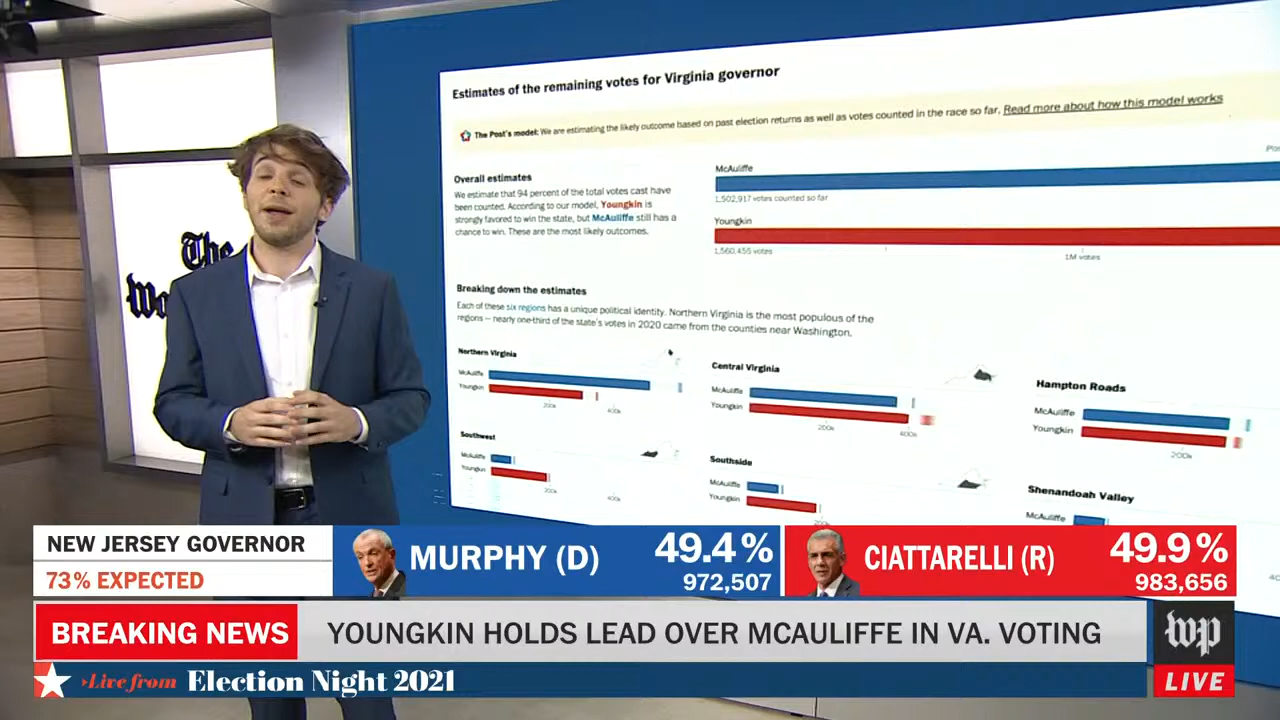 Estimates of the remaining votes for Virginia governor
The Post's model: We are estimating the likely outcome based on past election returns as well as votes counted in the race so far. Read more about how this model works
The
Overall estimates
We estimate that 94 percent of the total votes cast have
been counted. According to our model, Youngkin is
strongly favored to win the state, but McAuliffe still has a
chance to win. These are the most likely outcomes.
McAuliffe
1,502,917 votes counted so far
Youngkin
1,560,455 votes
1M votes
Breaking down the estimates
Each of these six regions has a unique political identity. Northern Virginia is the most populous of the
regions — nearly one-third of the state's votes in 2020 came from the counties near Washington.
Northern Virginia
McAuliffe
Youngkin
200k
400k
Central Virginia
McAuliffe
Youngkin
200k
400k
Hampton Roads
McAuliffe
Youngkin
200k
Southwest
McAuliffe
Youngkin
200k
400k
Southside
McAuliffe
Youngkin
200k
Shenandoah Valley
McAuliffe
NEW JERSEY GOVERNOR
73% EXPECTED
MURPHY (D)
49.4%
972,507
CIATTARELLI (R)
49.9%
983,656
BREAKING NEWS
YOUNGKIN HOLDS LEAD OVER MCAULIFFE IN VA. VOTING
wp
LIVE
Live from Election Night 2021